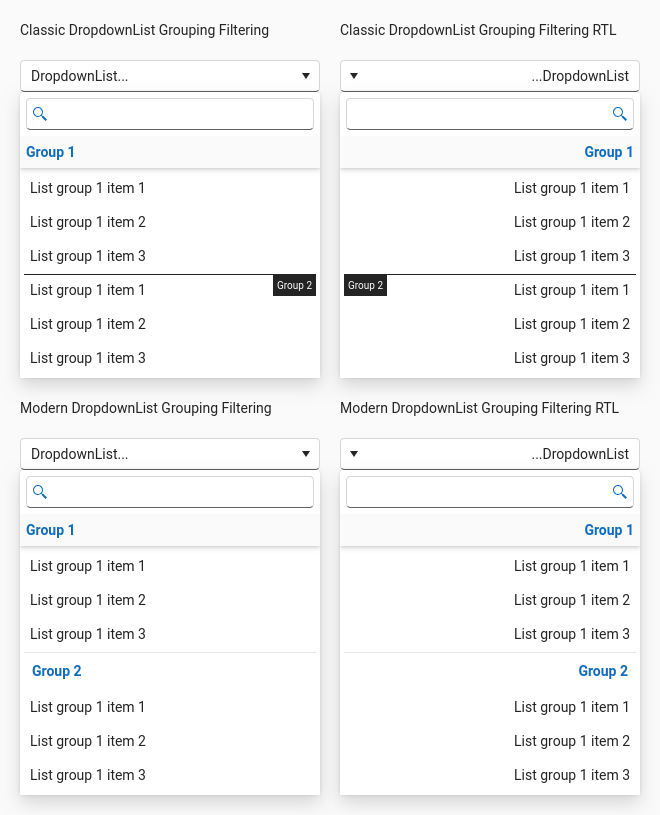 Classic DropdownList Grouping Filtering
DropdownList...
Group 1
List group 1 item 1
List group 1 item 2
List group 1 item 3
Group 2
List group 1 item 1
List group 1 item 2
List group 1 item 3
Classic DropdownList Grouping Filtering RTL
...DropdownList
Group 1
List group 1 item 1
List group 1 item 2
List group 1 item 3
Group 2
List group 1 item 1
List group 1 item 2
List group 1 item 3
Modern DropdownList Grouping Filtering
DropdownList...
Group 1
List group 1 item 1
List group 1 item 2
List group 1 item 3
Group 2
List group 1 item 1
List group 1 item 2
List group 1 item 3
Modern DropdownList Grouping Filtering RTL
...DropdownList
Group 1
List group 1 item 1
List group 1 item 2
List group 1 item 3
Group 2
List group 1 item 1
List group 1 item 2
List group 1 item 3